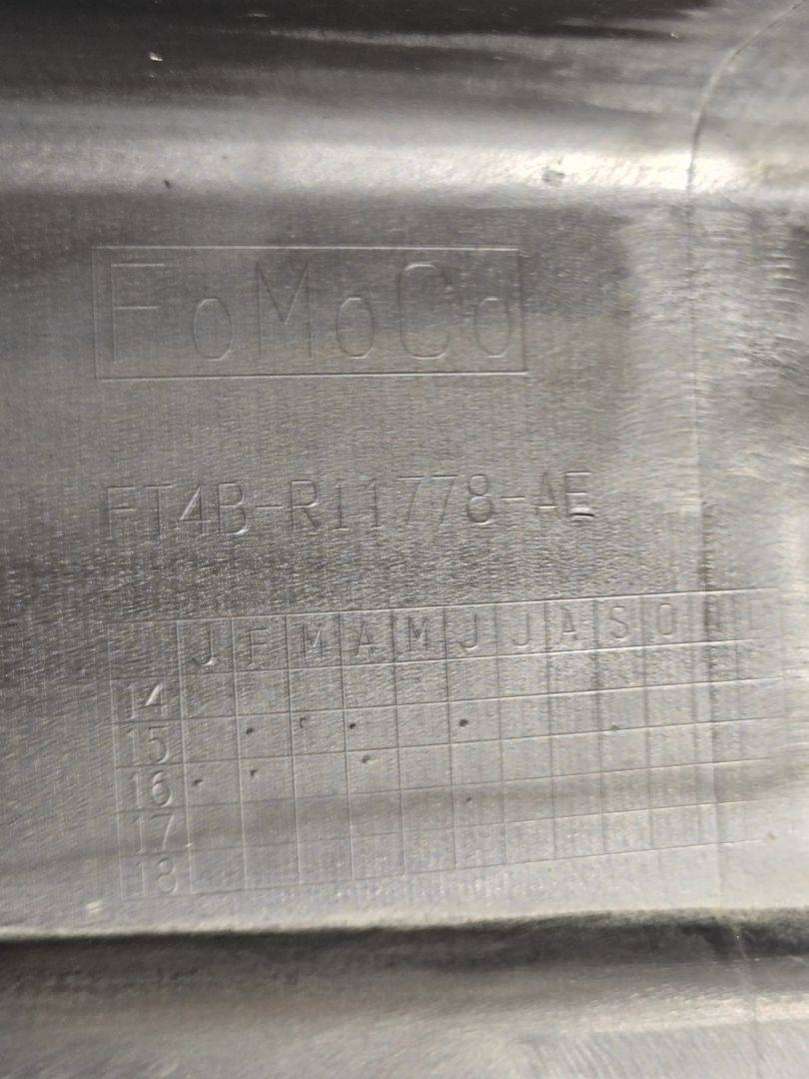 FoMoCo
FT4B-R11778-AE
J F M A M J J A S O
14
15
16
17
18